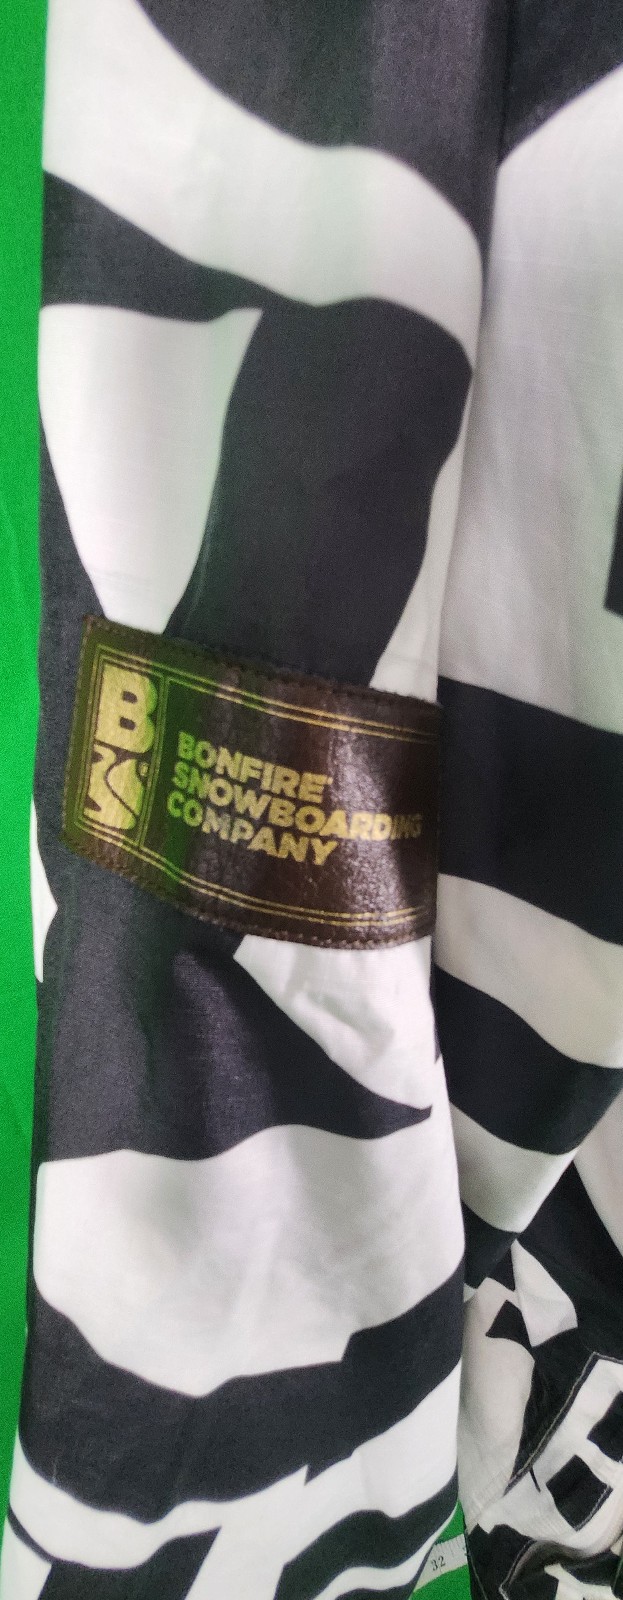 B
BONFIRE
SNOWBOARDING
COMPANY
32